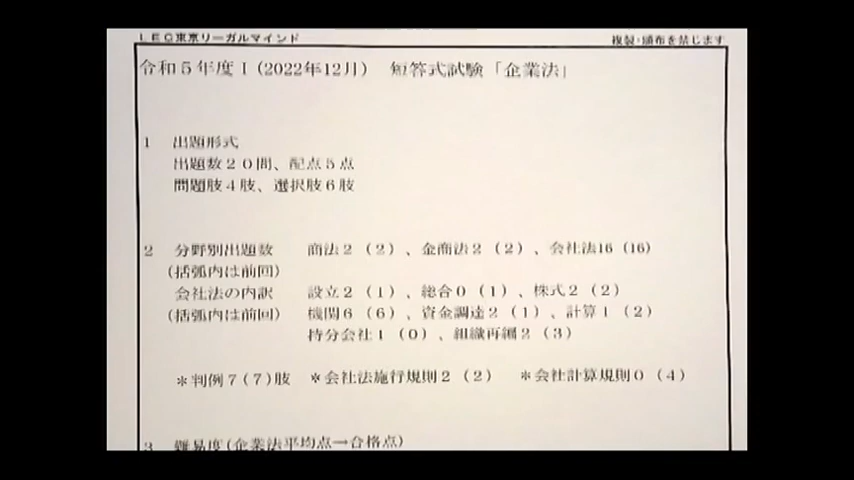 LEC東京リーガルマインド 複製・頒布を禁じます
令和5年度Ⅰ(2022年12月) 短答式試験「企業法」
1 出題形式
出題数20問、配点5点
問題肢4肢、選択肢6肢
2 分野別出題数 商法2(2)、金商法2(2)、会社法16(16)
(括弧内は前回)
会社法の内訳 設立2(1)、総合0(1)、株式2(2)
(括弧内は前回) 機関6(6)、資金調達2(1)、計算1(2)
持分会社1(0)、組織再編2(3)
*判例7(7)肢 *会社法施行規則2(2) *会社計算規則0(4)
3 難易度(企業法平均点→合格点)